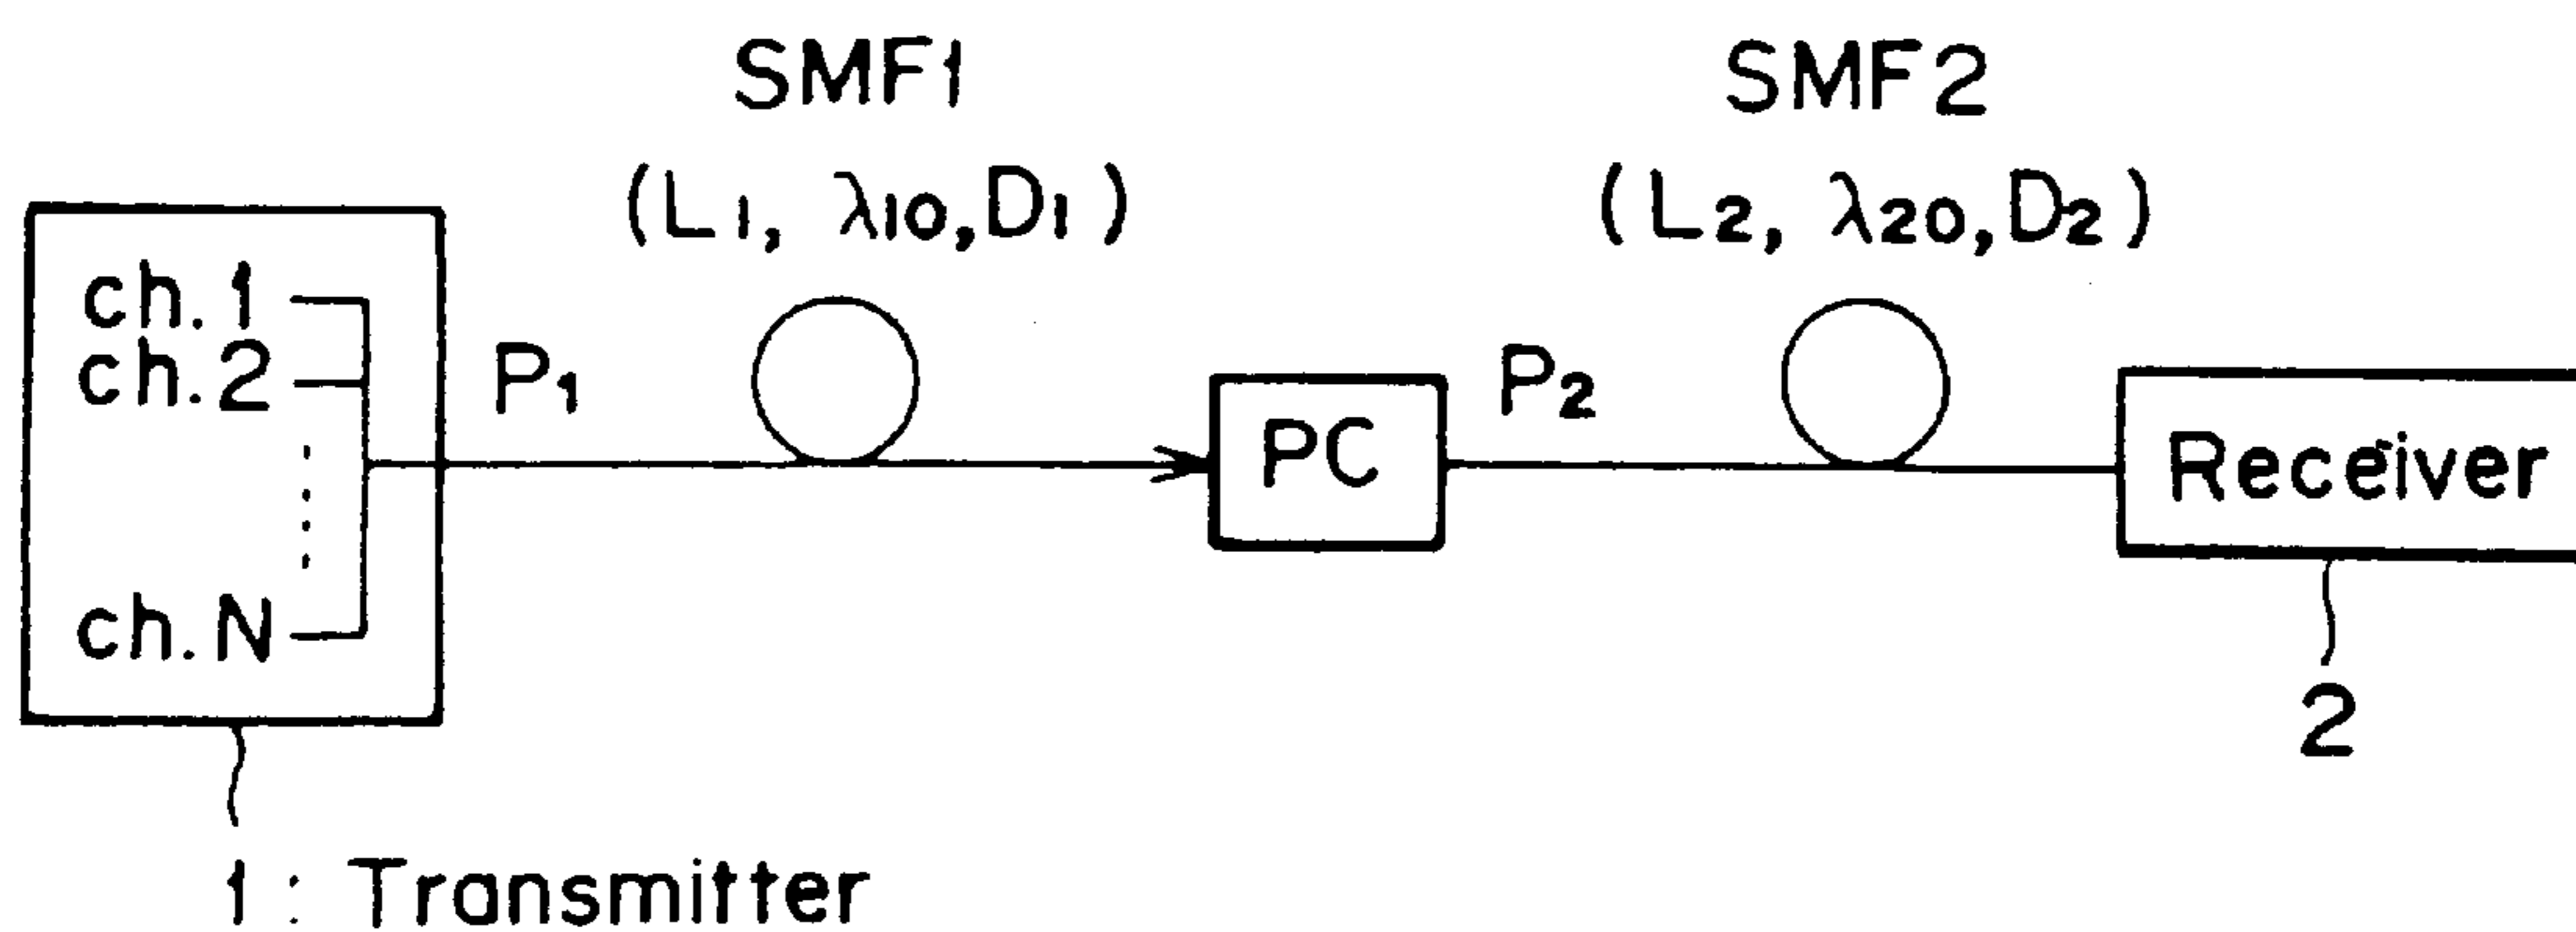 SMF1
(L1, λ10, D1)
SMF2
(L2, λ20, D2)
ch. 1
ch. 2
ch. N
P1
PC
P2
Receiver
2
1 : Transmitter